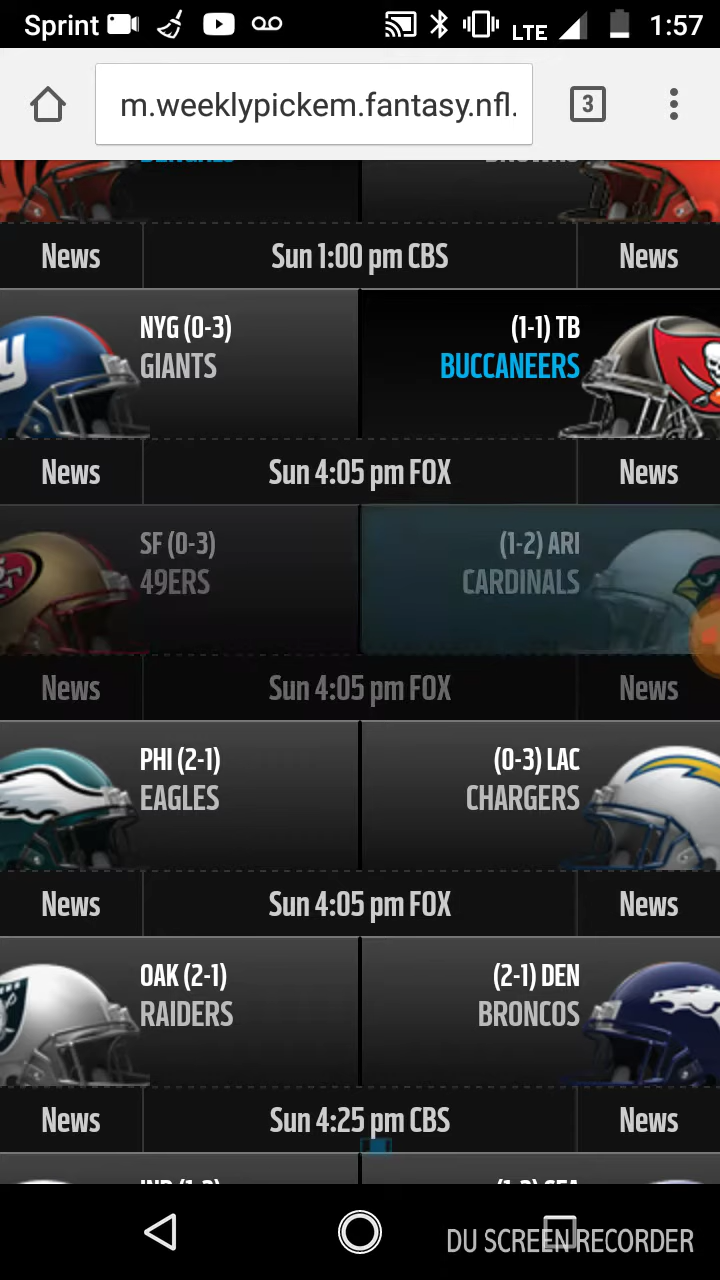 Sprint LTE 1:57
m.weeklypickem.fantasy.nfl.
3
BENGALS BROWNS
News Sun 1:00 pm CBS News
NYG (0-3) (1-1) TB
GIANTS BUCCANEERS
News Sun 4:05 pm FOX News
SF (0-3) (1-2) ARI
49ERS CARDINALS
News Sun 4:05 pm FOX News
PHI (2-1) (0-3) LAC
EAGLES CHARGERS
News Sun 4:05 pm FOX News
OAK (2-1) (2-1) DEN
RAIDERS BRONCOS
News Sun 4:25 pm CBS News
DU SCREEN RECORDER